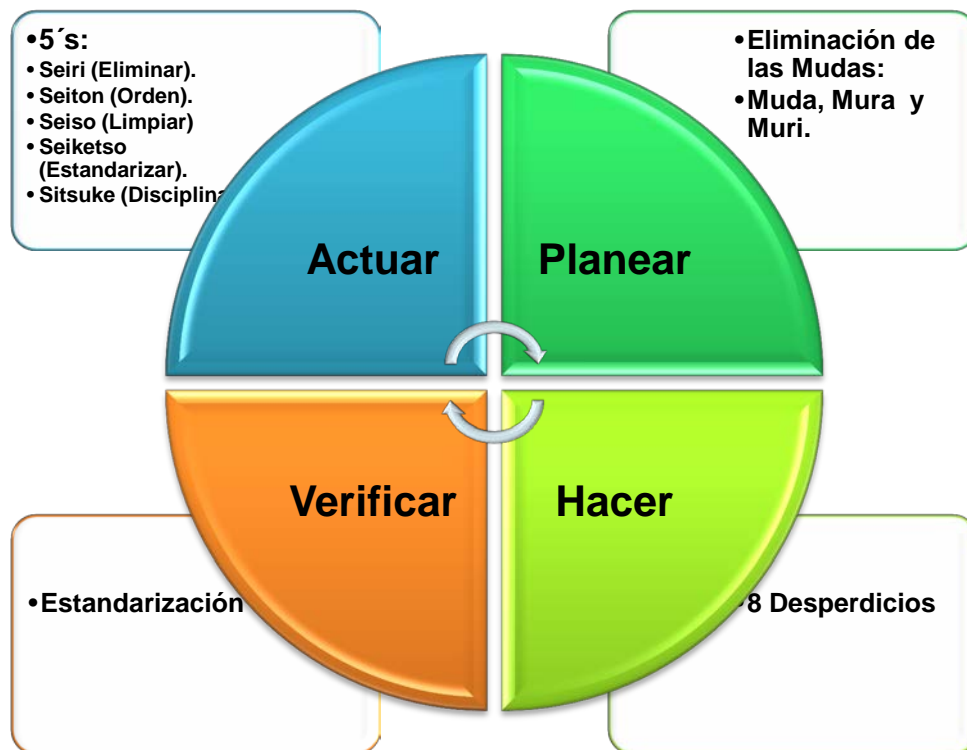 •5´s:
• Seiri (Eliminar).
• Seiton (Orden).
• Seiso (Limpiar)
• Seiketso
(Estandarizar).
• Sitsuke (Disciplina
•Eliminación de
las Mudas:
•Muda, Mura y
Muri.
Actuar
Planear
Verificar
Hacer
•Estandarización
•8 Desperdicios